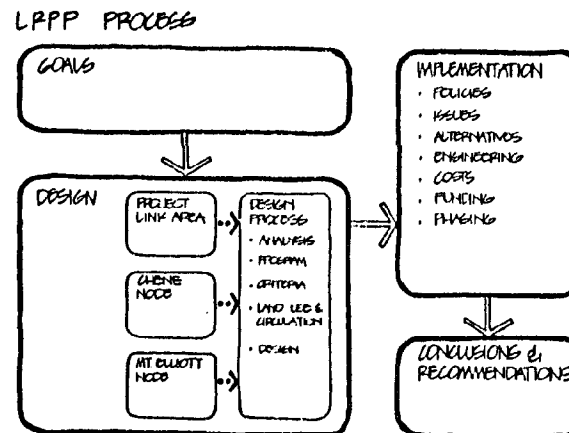 LRPP PROCESS
GOALS
DESIGN
PROJECT
LINK AREA
CHENE
NODE
MT. ELLIOTT
NODE
DESIGN
PROCESS
· ANALYSIS
· PROGRAM
· CRITERIA
· LAND USE &
CIRCULATION
· DESIGN
IMPLEMENTATION
· POLICIES
· ISSUES
· ALTERNATIVES
· ENGINEERING
· COSTS
· FUNDING
· PHASING
CONCLUSIONS &
RECOMMENDATIONS